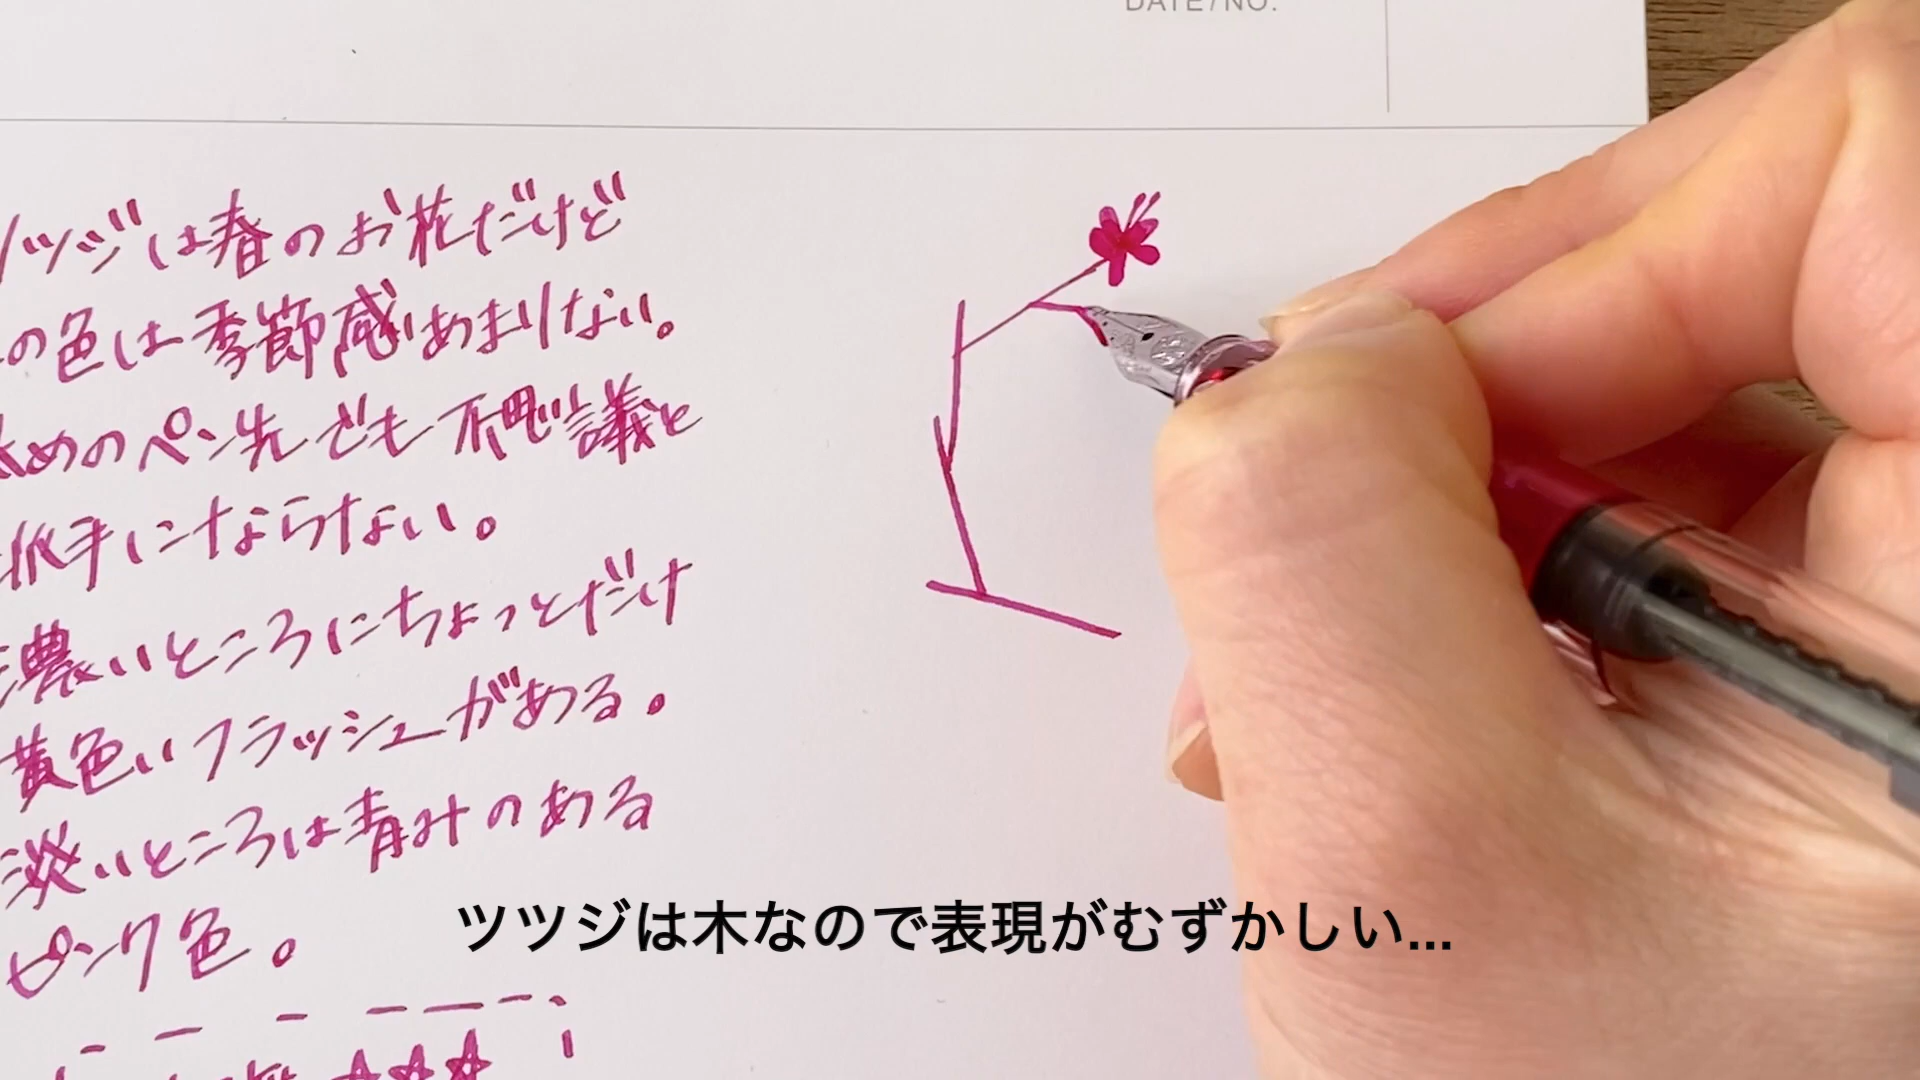 DATE/NO.
ツツジは春のお花だけど
の色は季節感はあまりない。
太めのペン先でも不思議と
派手にならない。
濃いところにちょっとだけ
黄色いフラッシュがある。
淡いところは青みのある
ピンク色。
ツツジは木なので表現がむずかしい...